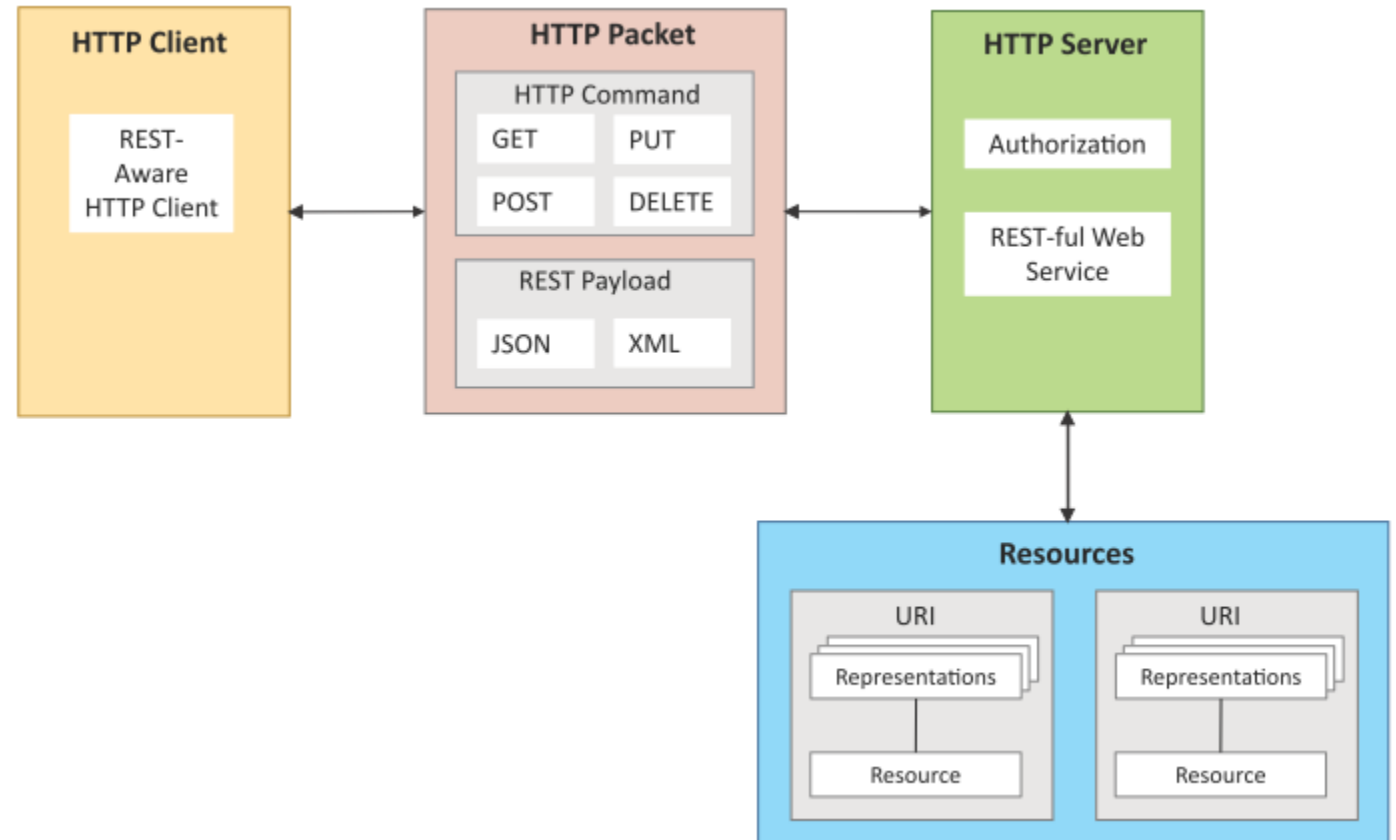 HTTP Client
REST-
Aware
HTTP Client
HTTP Packet
HTTP Command
GET
PUT
POST
DELETE
REST Payload
JSON
XML
HTTP Server
Authorization
REST-ful Web
Service
Resources
URI
Representations
Resource
URI
Representations
Resource